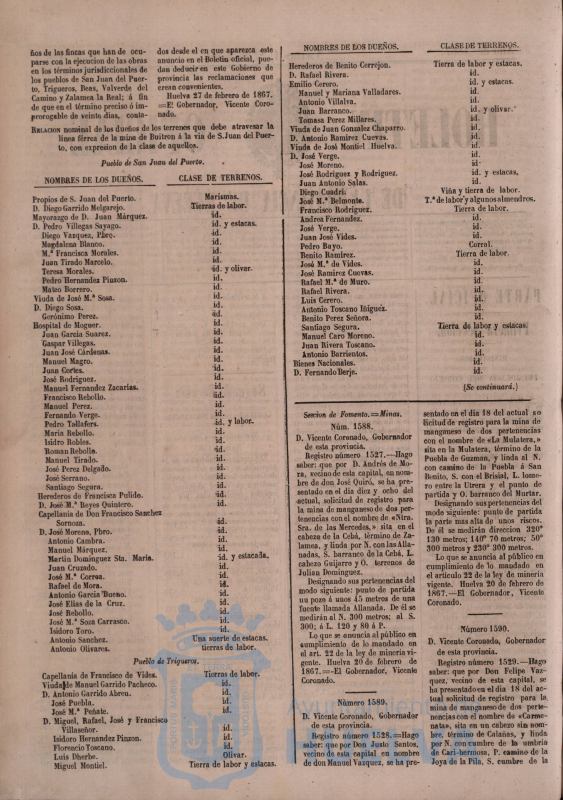 ños de las fincas que han de ocu-
parse con la ejecucion de las obras
en los términos jurisdiccionales de
los pueblos de San Juan del Puer-
to, Trigueros, Beas, Valverde del
Camino y Zalamea la Real; á fin
de que en el término preciso é im-
prorogable de veinte dias, conta-
dos desde el en que aparezca este
anuncio en el Boletin oficial, pue-
dan deducir en este Gobierno de
provincia las reclamaciones que
crean convenientes.
Huelva 27 de febrero de 1867.
=El Gobernador, Vicente Coro-
nado.
RELACION nominal de los dueños de los terrenos que debe atravesar la
línea férrea de la mina de Buitron á la via de S.Juan del Puer-
to, con expresion de la clase de aquellos.
Pueblo de San Juan del Puerto.
NOMBRES DE LOS DUEÑOS. CLASE DE TERRENOS.
Propios de S. Juan del Puerto. Marismas.
D. Diego Garrido Melgarejo. Tierras de labor.
Mayorazgo de D. Juan Márquez. id.
D. Pedro Villegas Sayago. id. y estacas.
Diego Vazquez, Pbro. id.
Magdalena Blanco. id.
M.ª Francisca Morales. id.
Juan Tirado Marcelo. id.
Teresa Morales. id. y olivar.
Pedro Hernandez Pinzon. id.
Mateo Borrero. id.
Viuda de José M.ª Sosa. id.
D. Diego Sosa. id.
Gerónimo Perez. id.
Hospital de Moguer. id.
Juan Garcia Suarez. id.
Gaspar Villegas. id.
Juan José Cárdenas. id.
Manuel Magro. id.
Juan Cortes. id.
José Rodriguez. id.
Manuel Fernandez Zacarías. id.
Francisco Rebollo. id.
Manuel Perez. id.
Fernando Verge. id.
Pedro Tallafers. id. y labor.
María Rebollo. id.
Isidro Robles. id.
Roman Rebollo. id.
Manuel Tirado. id.
José Perez Delgado. id.
José Serrano. id.
Santiago Segura. id.
Herederos de Francisca Pulido. id.
D. José M.ª Reyes Quintero. id.
Capellanía de D. Francisco Sanchez
Sornoza. id.
D. José Moreno, Pbro. id.
Antonio Cambra. id.
Manuel Márquez. id.
Martin Dominguez Sta. Maria. id. y estacada.
Juan Cruzado. id.
José M.ª Correa. id.
Rafael de Mora. id.
Antonio Garcia Bueno. id.
José Elias de la Cruz. id.
José Rebollo. id.
José M.ª Soza Carrasco. id.
Isidoro Toro. id.
Antonio Sanchez. Una suerte de estacas.
Antonio Olivares. tierras de labor.
Pueblo de Trigueros.
Capellanía de Francisco de Vides. Tierras de labor.
Viuda de Manuel Garrido Pacheco. id.
D. Antonio Garrido Abreu. id.
José Puebla. id.
José M.ª Peñate. id.
D. Miguel, Rafael, José y Francisco
Villaseñor. id.
Isidoro Hernandez Pinzon. id.
Florencio Toscano. id.
Luis Dherbe. Olivar.
Miguel Montiel. Tierra de labor y estacas.
NOMBRES DE LOS DUEÑOS. CLASE DE TERRENOS.
Herederos de Benito Cerrejon. Tierra de labor y estacas.
D. Rafael Rivera. id.
Emilio Cerero. id. y estacas.
Manuel y Mariana Valladares. id.
Antonio Villalva. id.
Juan Barranco. id. y olivar.
Tomasa Perez Millares. id.
Viuda de Juan Gonzalez Chaparro. id.
D. Antonio Ramirez Cuevas. id.
Viuda de José Montiel Huelva. id.
D. José Verge. id.
José Moreno. id.
José Rodriguez y Rodriguez. id. y estacas.
Juan Antonio Salas. id.
Diego Cuadri. Viña y tierra de labor.
José M.ª Belmonte. T.ª de labor y algunos almendros.
Francisco Rodriguez. Tierra de labor.
Andrea Fernandez. id.
José Verge. id.
Juan José Vides. id.
Pedro Bayo. Corral.
Benito Ramirez. Tierra de labor.
José M.ª de Vides. id.
José Ramirez Cuevas. id.
Rafael M.ª de Muro. id.
Rafael Rivera. id.
Luis Cerero. id.
Antonio Toscano Iñiguez. id.
Benito Perez Señora. id.
Santiago Segura. Tierra de labor y estacas.
Manuel Caro Moreno. id.
Juan Rivera Toscano. id.
Antonio Barrientos. id.
Bienes Nacionales. id.
D. Fernando Berje. id.
(Se continuará.)
Seccion de Fomento.=Minas.
Núm. 1588.
D. Vicente Coronado, Gobernador
de esta provincia.
Registro número 1527.—Hago
saber: que por D. Andrés de Mo-
ra, vecino de esta capital, en nom-
bre de don José Quiró, se ha pre-
sentado en el dia diez y ocho del
actual, solicitud de registro para
la mina de manganeso de dos per-
tenencias con el nombre de «Ntra.
Sra. de las Mercedes,» sita en el
cabeza de la Cebá, término de Za-
lamea, y linda por N. con las Alla-
nadas, S. barranco de la Cebá, L.
cabezo Guijarro y O. terrenos de
Julian Dominguez.
Designando sus pertenencias del
modo siguiente: punto de partida
un pozo á unos 45 metros de una
fuente llamada Allanada. De él se
medirán al N. 300 metros; al S.
300; á L. 120 y 80 á P.
Lo que se anuncia al público en
cumplimiento de lo mandado en
el art. 22 de la ley de minería vi-
gente. Huelva 20 de febrero de
1867.—El Gobernador, Vicente
Coronado.
Número 1589.
D. Vicente Coronado, Gobernador
de esta provincia.
Registro número 1528.—Hago
saber: que por Don Justo Santos,
vecino de esta capital en nombre
de don Manuel Vazquez, se ha pre-
sentado en el dia 18 del actual so
licitud de registro para la mina de
manganeso de dos pertenencias
con el nombre de «La Mulatera,»
sita en la Mulatera, término de la
Puebla de Guzman, y linda al N.
con camino de la Puebla á San
Benito, S. con el Brisial, L. lome-
ro entre la Utrera y el punto de
partida y O. barranco del Murtar.
Designando sus pertenencias del
modo siguiente: punto de partida
la parte mas alta de unos riscos.
De él se medirán direccion 320°
130 metros; 140° 70 metros; 50°
300 metros y 230° 300 metros.
Lo que se anuncia al público en
cumplimiento de lo mandado en
el artículo 22 de la ley de minería
vigente. Huelva 20 de febrero de
1867.—El Gobernador, Vicente
Coronado.
Número 1590.
D. Vicente Coronado, Gobernador
de esta provincia.
Registro número 1529.—Hago
saber: que por Don Felipe Vaz-
quez, vecino de esta capital, se
ha presentado en el dia 18 del ac-
tual solicitud de registro para la
mina de manganeso de dos perte-
nencias con el nombre de «Carme-
nata», sita en un cabezo sin nom-
bre, término de Calañas, y linda
por N. con cumbre de la umbría
de Cari-hermosa, P. camino de la
Joya de la Pila, S. cumbre de la